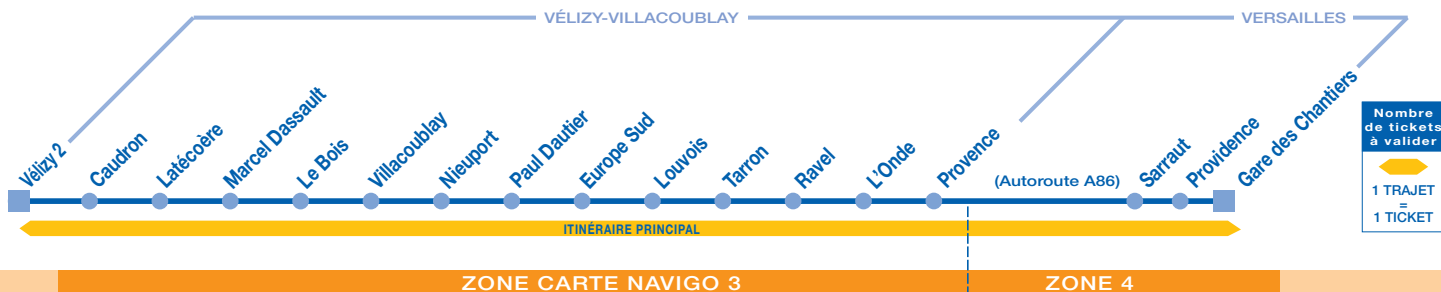 VÉLIZY-VILLACOUBLAY
VERSAILLES
Vélizy 2
Caudron
Latécoère
Marcel Dassault
Le Bois
Villacoublay
Nieuport
Paul Dautier
Europe Sud
Louvois
Tarron
Ravel
L'Onde
Provence
(Autoroute A86)
Sarraut
Providence
Gare des Chantiers
Nombre
de tickets
à valider
1 TRAJET
=
1 TICKET
ITINÉRAIRE PRINCIPAL
ZONE CARTE NAVIGO 3
ZONE 4